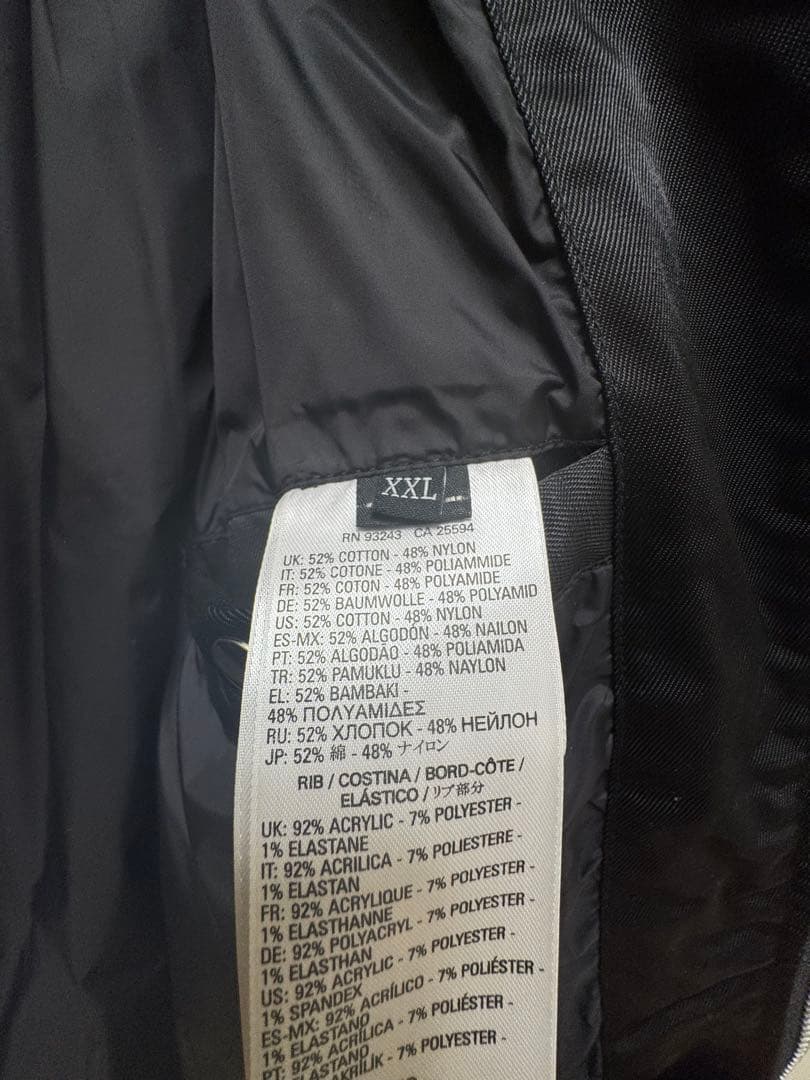 XXL
RN 93243 CA 25594
UK: 52% COTTON - 48% NYLON
IT: 52% COTONE - 48% POLIAMMIDE
FR: 52% COTON - 48% POLYAMIDE
DE: 52% BAUMWOLLE - 48% POLYAMID
US: 52% COTTON - 48% NYLON
ES-MX: 52% ALGODÓN - 48% NAILON
PT: 52% ALGODAO - 48% POLIAMIDA
TR: 52% PAMUKLU - 48% NAYLON
EL: 52% ΒΑΜΒΑΚΙ -
48% ΠΟΛΥΑΜΙΔΕΣ
RU: 52% ХЛОПОК - 48% НЕЙЛОН
JP: 52% 綿 - 48% ナイロン
RIB / COSTINA / BORD-CÔTE /
ELÁSTICO / リブ部分
UK: 92% ACRYLIC - 7% POLYESTER -
1% ELASTANE
IT: 92% ACRILICA - 7% POLIESTERE -
1% ELASTAN
FR: 92% ACRYLIQUE - 7% POLYESTER -
1% ELASTHANNE
DE: 92% POLYACRYL - 7% POLYESTER -
1% ELASTHAN
US: 92% ACRYLIC - 7% POLYESTER -
1% SPANDEX
ES-MX: 92% ACRÍLICO - 7% POLIÉSTER -
1% ELASTANO
PT: 92% ACRÍLICA - 7% POLIÉSTER -
ELASTANO
AKRİLİK - 7% POLYESTER -